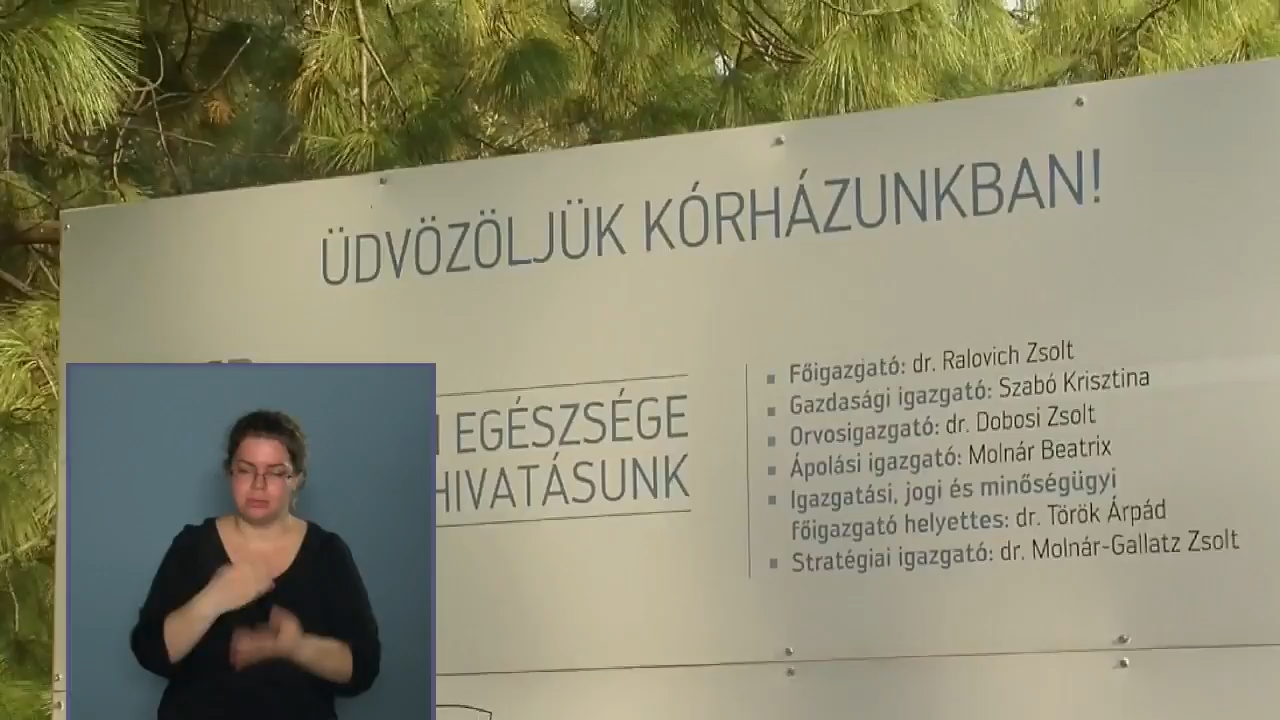 ÜDVÖZÖLJÜK KÓRHÁZUNKBAN!
EGÉSZSÉGE
HIVATÁSUNK
Főigazgató: dr. Ralovich Zsolt
Gazdasági igazgató: Szabó Krisztina
Orvosigazgató: dr. Dobosi Zsolt
Ápolási igazgató: Molnár Beatrix
Igazgatási, jogi és minőségügyi
főigazgató helyettes: dr. Török Árpád
Stratégiai igazgató: dr. Molnár-Gallatz Zsolt